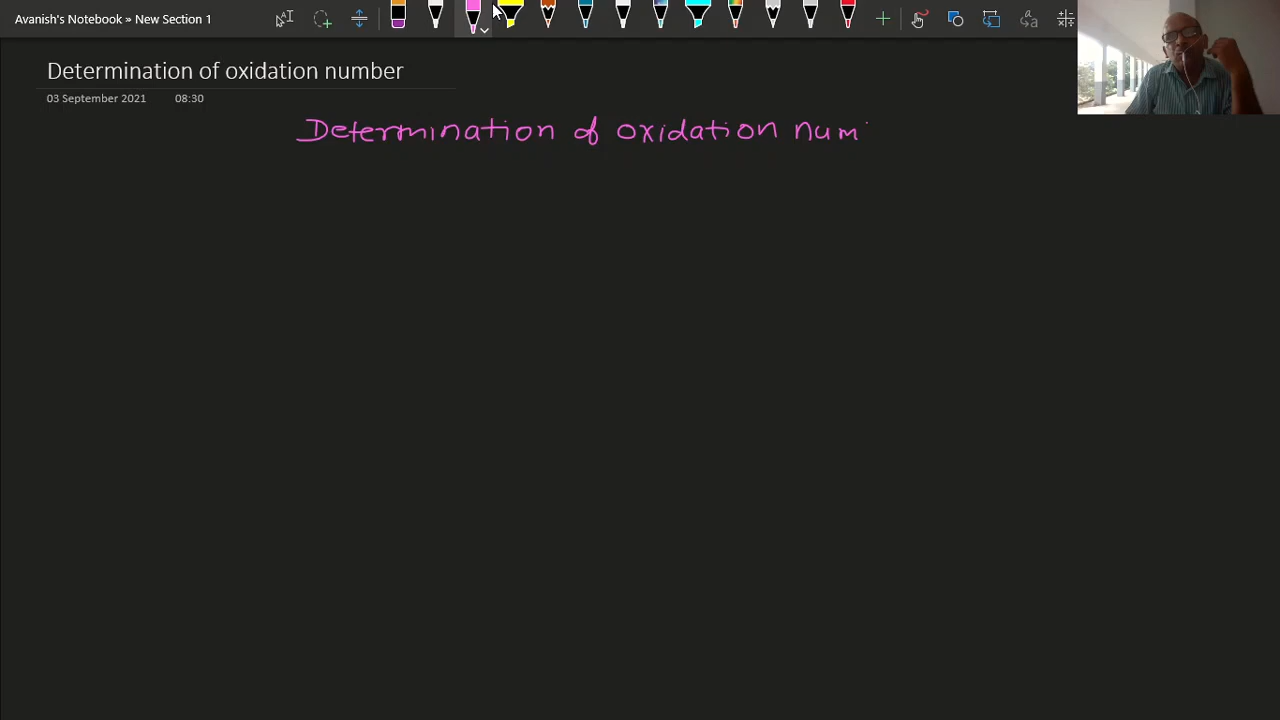 Avanish's Notebook » New Section 1
Determination of oxidation number
03 September 2021 08:30
Determination of oxidation num